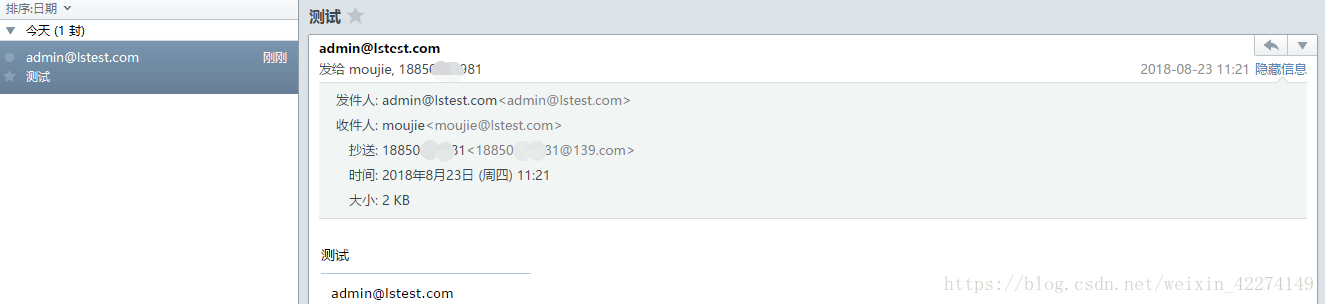 排序:日期
今天 (1 封)
admin@lstest.com 刚刚
测试
测试
admin@lstest.com
发给 moujie, 18850 981
2018-08-23 11:21 隐藏信息
发件人: admin@lstest.com<admin@lstest.com>
收件人: moujie<moujie@lstest.com>
抄送: 18850 31<18850 31@139.com>
时间: 2018年8月23日 (周四) 11:21
大小: 2 KB
测试
admin@lstest.com
https://blog.csdn.net/weixin_42274149